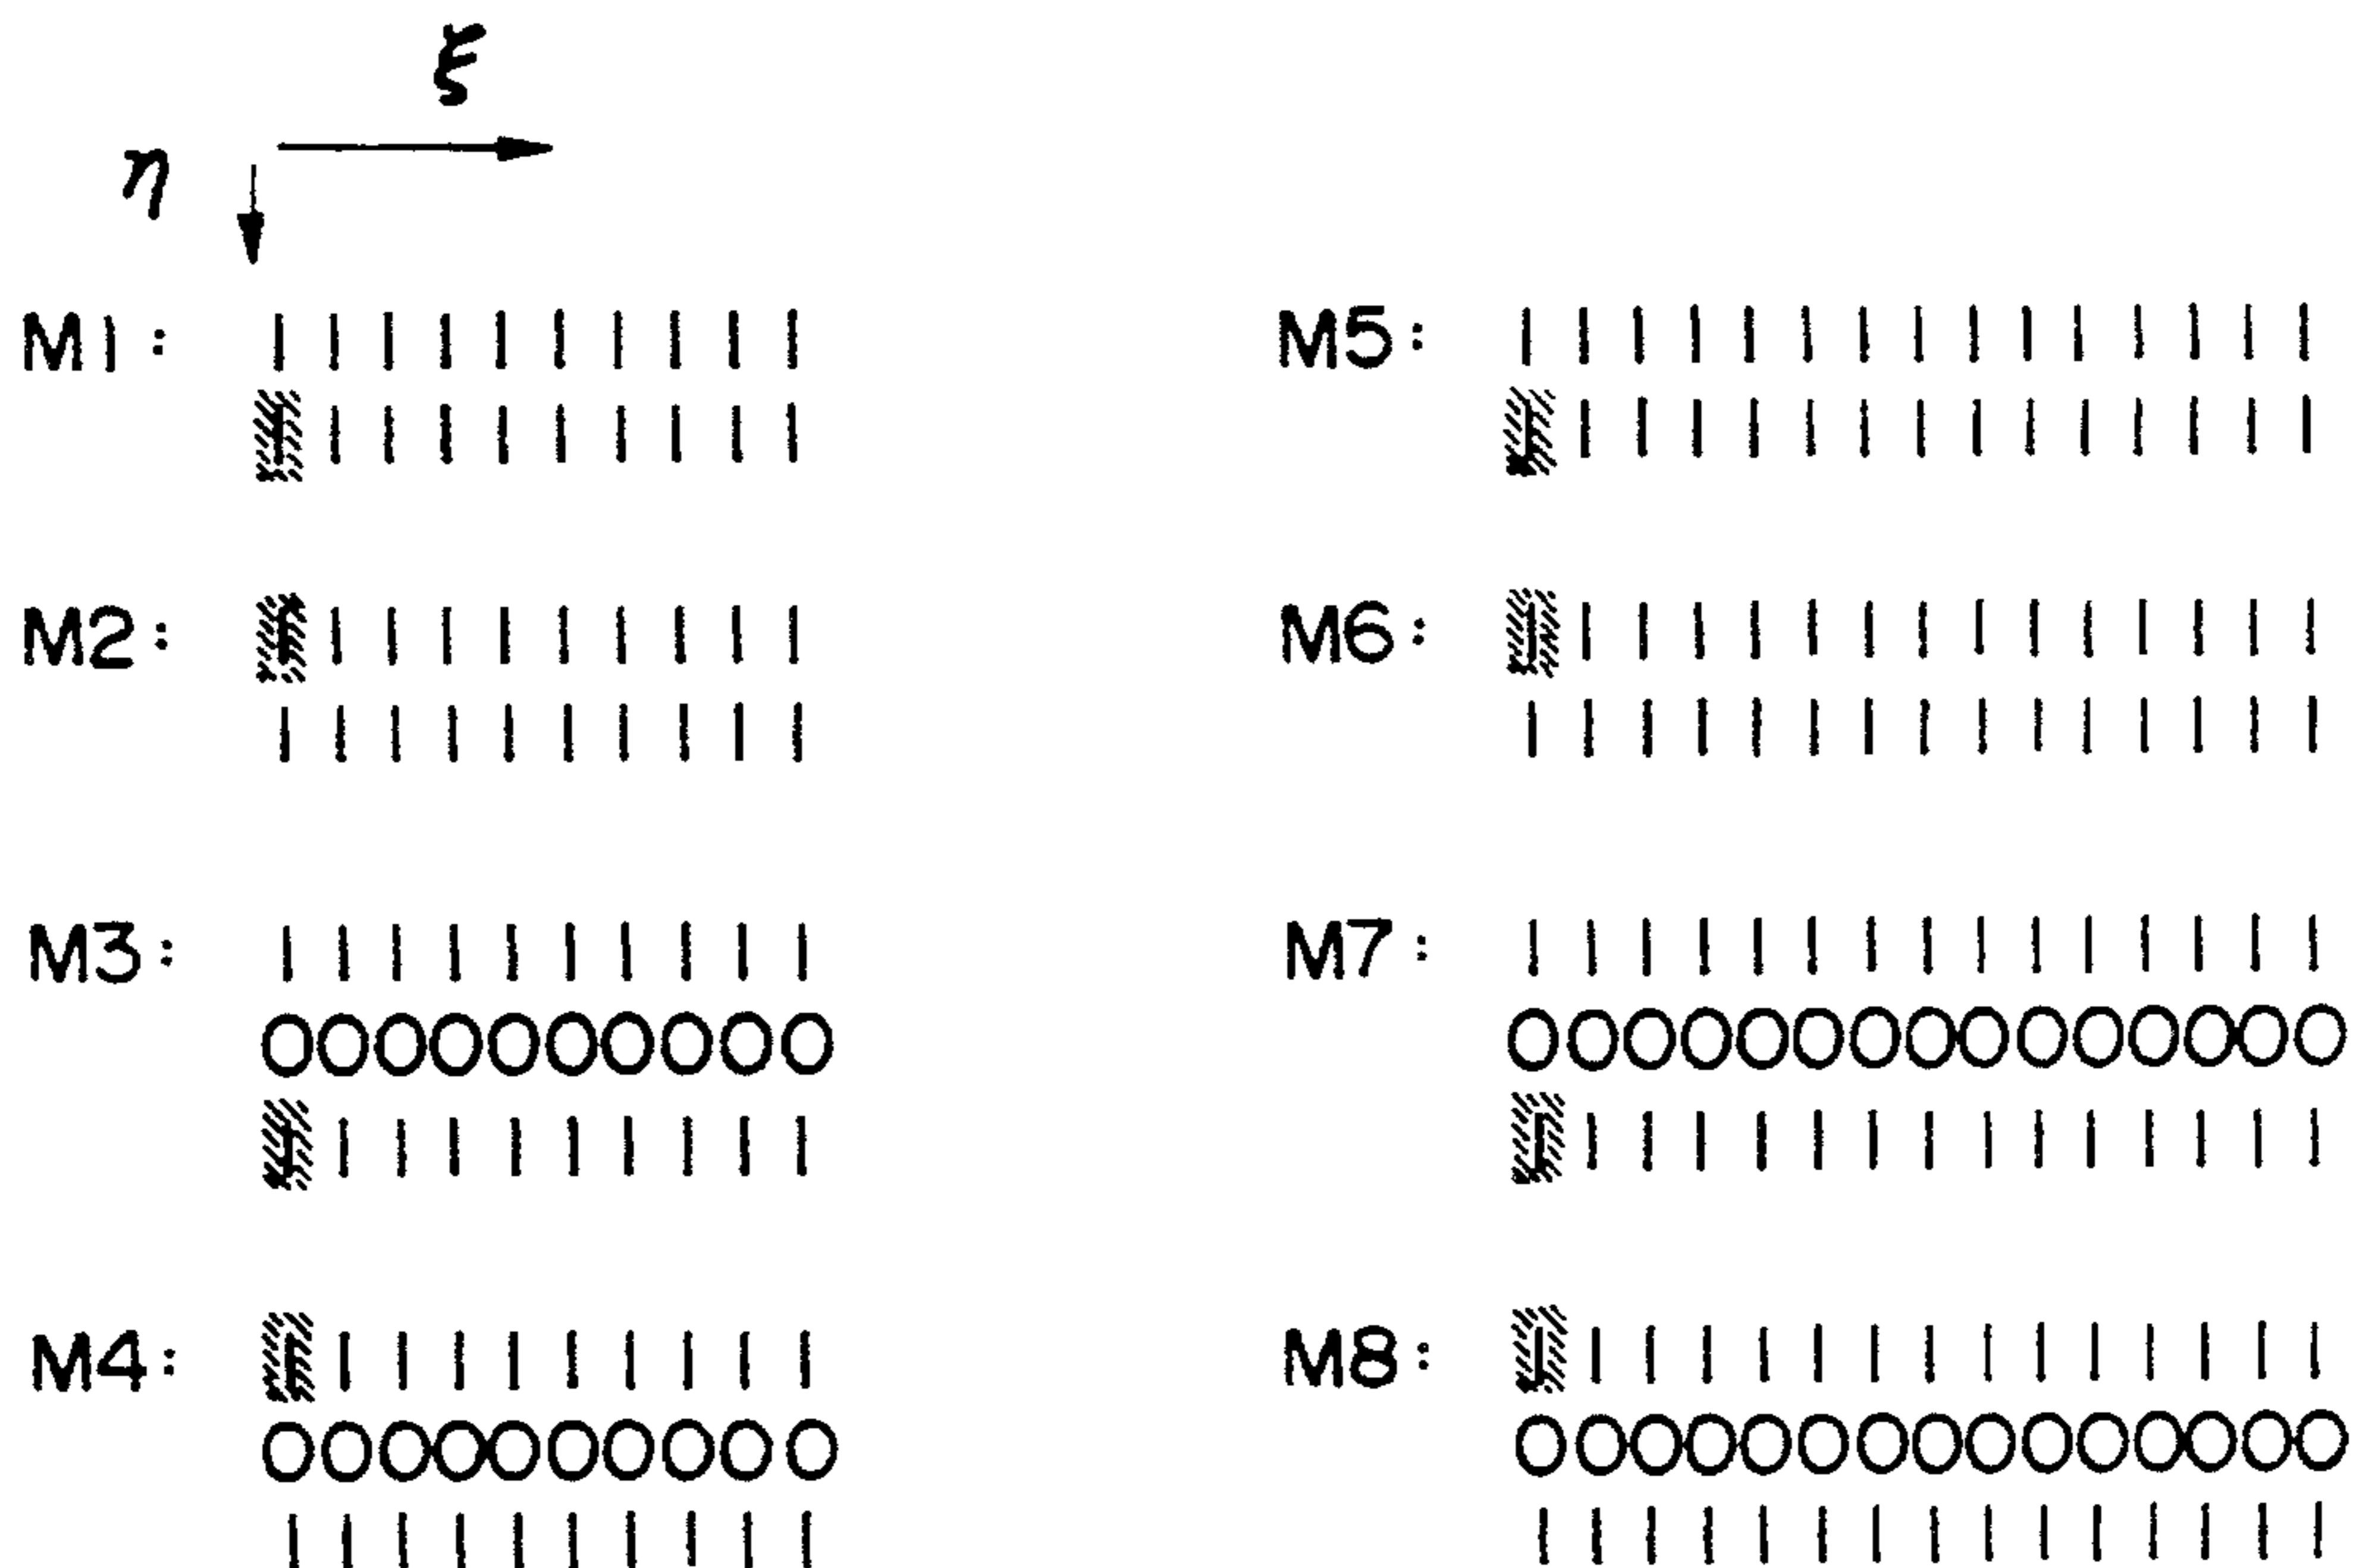 ξ
η
M1: | | | | | | | | | |
| | | | | | | | | |
M2: | | | | | | | | | |
| | | | | | | | | |
M3: | | | | | | | | | |
O O O O O O O O O O
| | | | | | | | | |
M4: | | | | | | | | | |
O O O O O O O O O O
| | | | | | | | | |
M5: | | | | | | | | | | | | | | |
| | | | | | | | | | | | | | |
M6: | | | | | | | | | | | | | | |
| | | | | | | | | | | | | | |
M7: | | | | | | | | | | | | | | |
O O O O O O O O O O O O O O O
| | | | | | | | | | | | | | |
M8: | | | | | | | | | | | | | | |
O O O O O O O O O O O O O O O
| | | | | | | | | | | | | | |